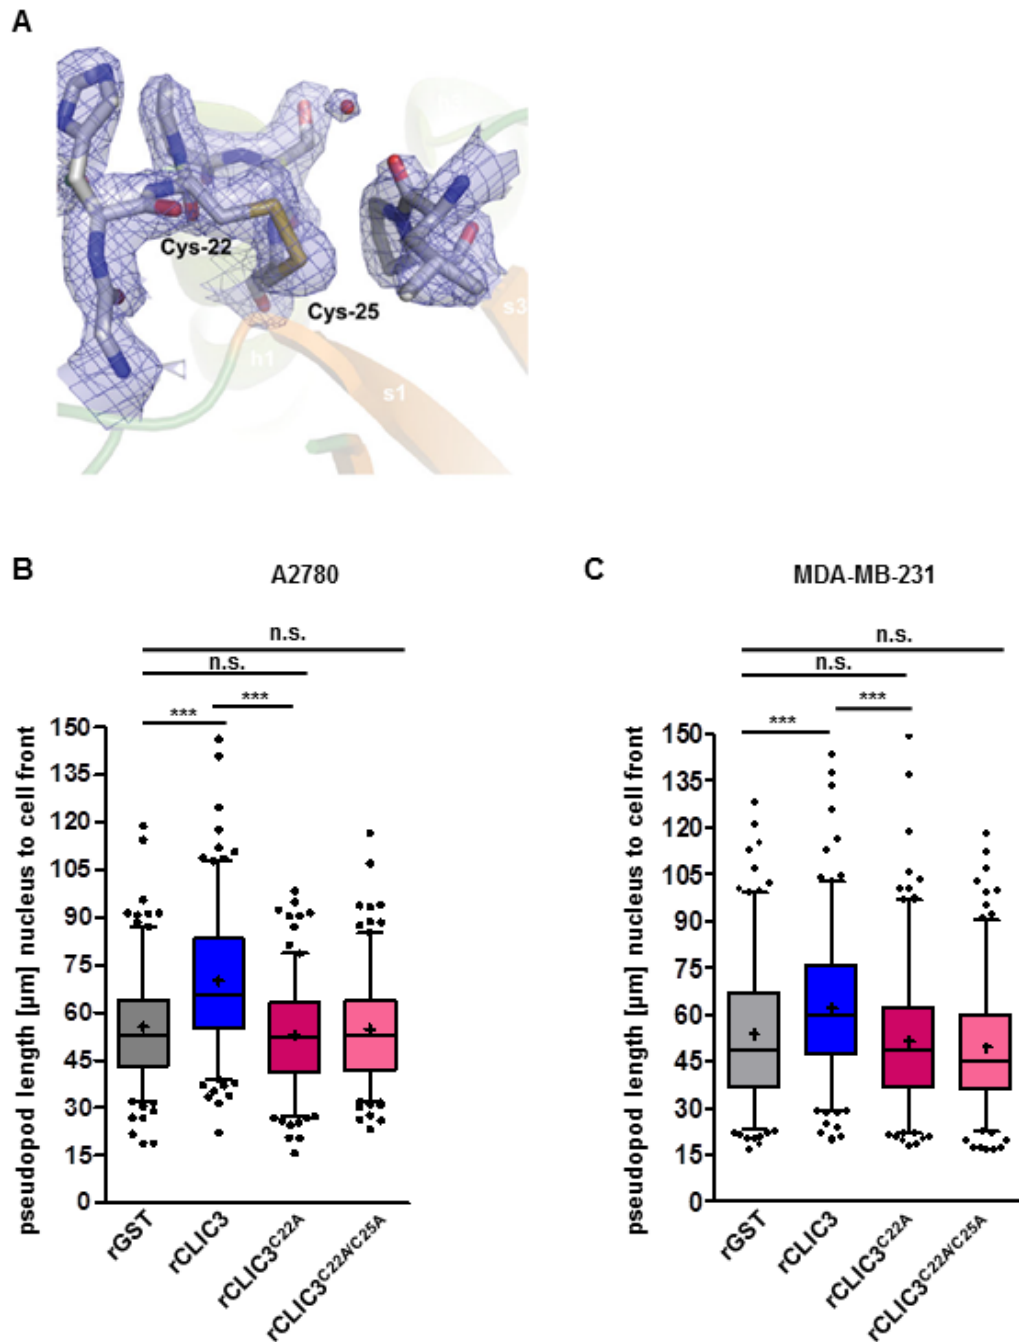 A
Cys-22
Cys-25
h1
s1
s3
B
A2780
n.s.
n.s.
***
***
pseudopod length [µm] nucleus to cell front
150
135
120
105
90
75
60
45
30
15
0
rGST
rCLIC3
rCLIC3C22A
rCLIC3C22A/C25A
C
MDA-MB-231
n.s.
n.s.
***
***
pseudopod length [µm] nucleus to cell front
150
135
120
105
90
75
60
45
30
15
0
rGST
rCLIC3
rCLIC3C22A
rCLIC3C22A/C25A